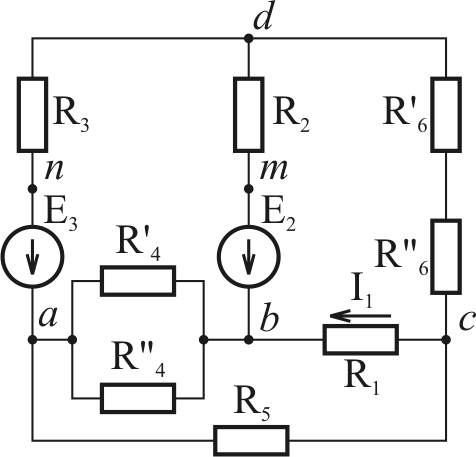 d
R₃ R₂ R'₆
n m
E₃ E₂
R'₄ R"₆
I₁
a b c
R"₄ R₁
R₅